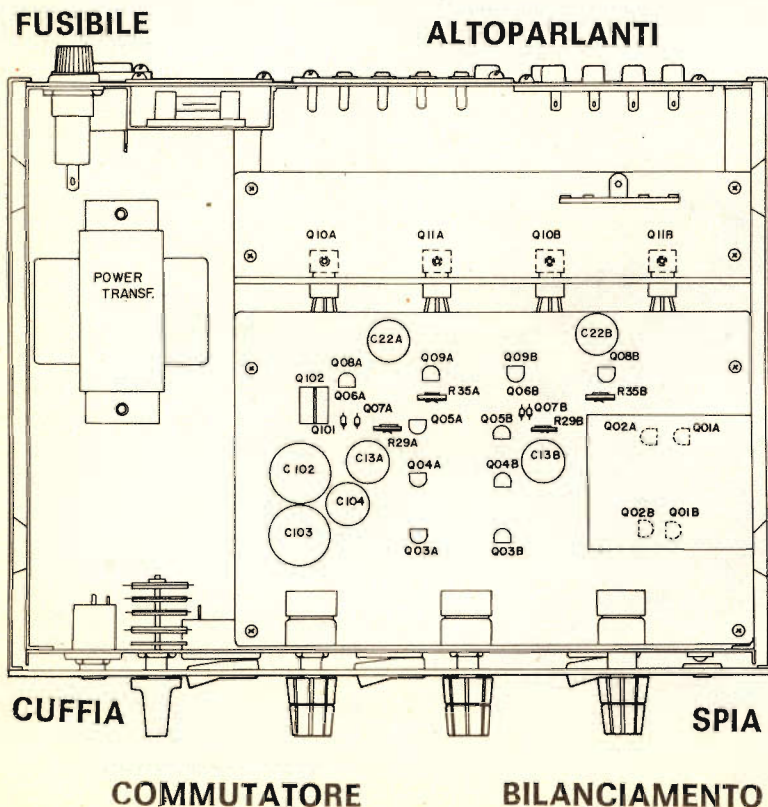 FUSIBILE
ALTOPARLANTI
Q10A Q11A Q10B Q11B
POWER
TRANSF.
C22A C22B
Q08A Q09A Q09B Q08B
Q102
Q06A R35A Q06B R35B
Q07A Q07B
Q101 Q05A Q05B R29B Q02A Q01A
R29A
C102 C13A Q04A Q04B C13B
C104
C103 Q02B Q01B
Q03A Q03B
CUFFIA
SPIA
COMMUTATORE
BILANCIAMENTO